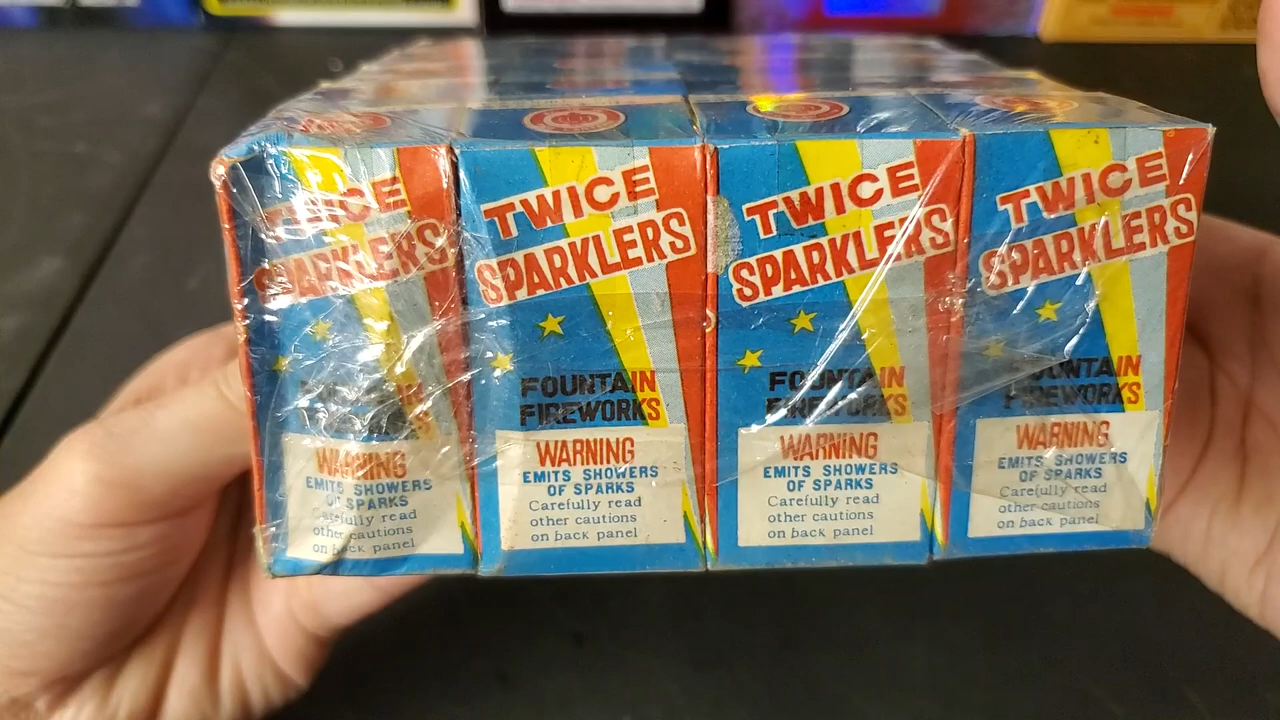 TWICE
SPARKLERS
FOUNTAIN
FIREWORKS
WARNING
EMITS SHOWERS
OF SPARKS
Carefully read
other cautions
on back panel
TWICE
SPARKLERS
FOUNTAIN
FIREWORKS
WARNING
EMITS SHOWERS
OF SPARKS
Carefully read
other cautions
on back panel
TWICE
SPARKLERS
FOUNTAIN
FIREWORKS
WARNING
EMITS SHOWERS
OF SPARKS
Carefully read
other cautions
on back panel
TWICE
SPARKLERS
FOUNTAIN
FIREWORKS
WARNING
EMITS SHOWERS
OF SPARKS
Carefully read
other cautions
on back panel